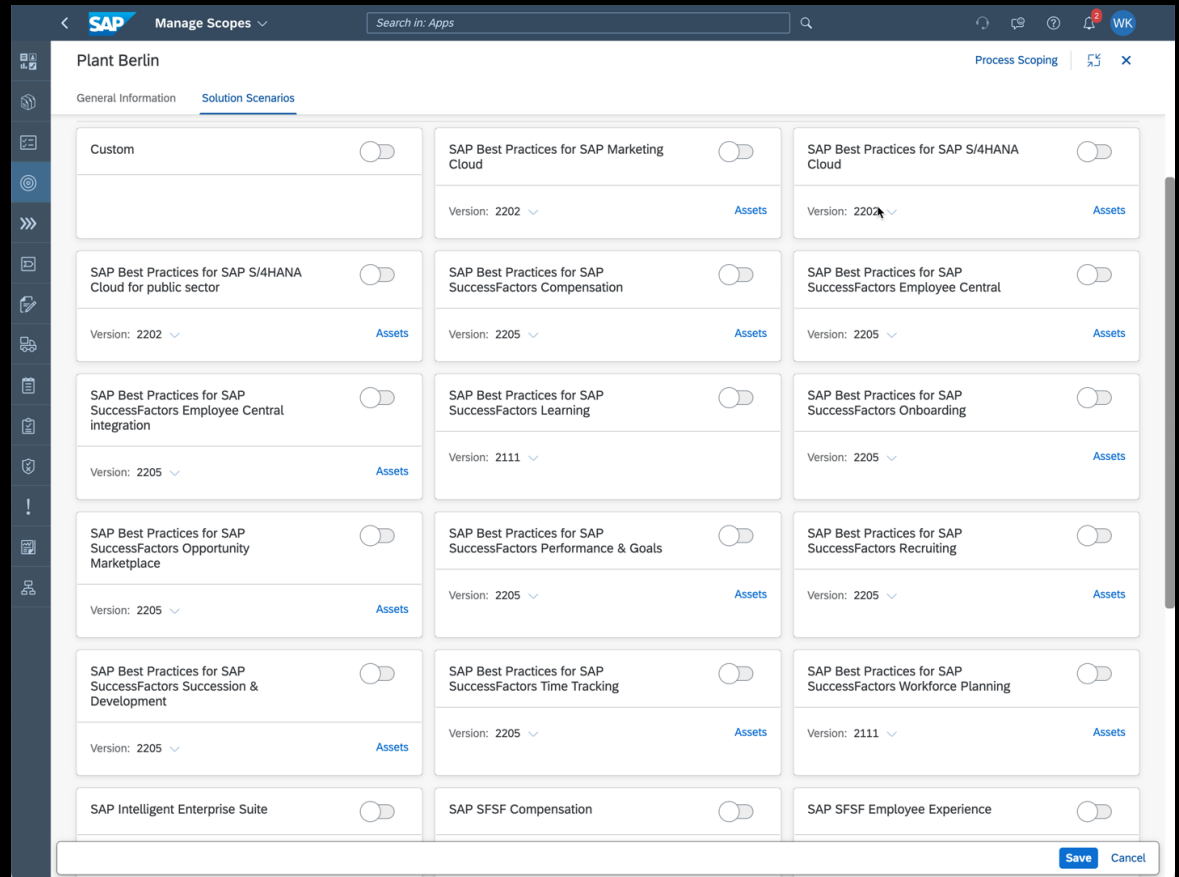 SAP
Manage Scopes
Search in: Apps
2
WK
Plant Berlin
Process Scoping
General Information
Solution Scenarios
Custom
SAP Best Practices for SAP Marketing
Cloud
Version: 2202
Assets
SAP Best Practices for SAP S/4HANA
Cloud
Version: 2202
Assets
SAP Best Practices for SAP S/4HANA
Cloud for public sector
Version: 2202
Assets
SAP Best Practices for SAP
SuccessFactors Compensation
Version: 2205
Assets
SAP Best Practices for SAP
SuccessFactors Employee Central
Version: 2205
Assets
SAP Best Practices for SAP
SuccessFactors Employee Central
integration
Version: 2205
Assets
SAP Best Practices for SAP
SuccessFactors Learning
Version: 2111
SAP Best Practices for SAP
SuccessFactors Onboarding
Version: 2205
Assets
SAP Best Practices for SAP
SuccessFactors Opportunity
Marketplace
Version: 2205
Assets
SAP Best Practices for SAP
SuccessFactors Performance & Goals
Version: 2205
Assets
SAP Best Practices for SAP
SuccessFactors Recruiting
Version: 2205
Assets
SAP Best Practices for SAP
SuccessFactors Succession &
Development
Version: 2205
Assets
SAP Best Practices for SAP
SuccessFactors Time Tracking
Version: 2205
Assets
SAP Best Practices for SAP
SuccessFactors Workforce Planning
Version: 2111
Assets
SAP Intelligent Enterprise Suite
SAP SFSF Compensation
SAP SFSF Employee Experience
Save
Cancel